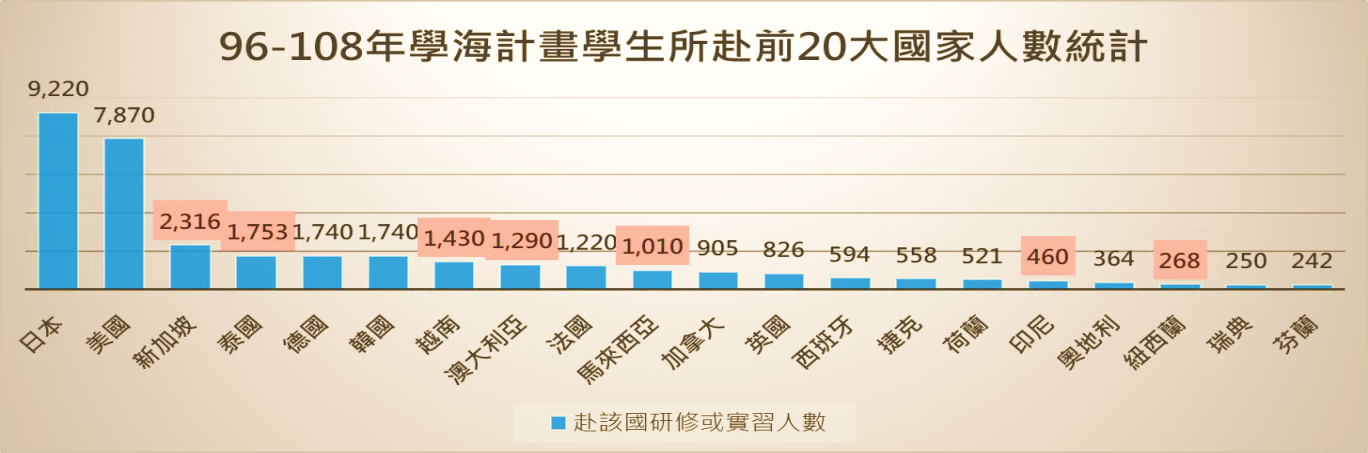 96-108年學海計畫學生所赴前20大國家人數統計
9,220
7,870
2,316
1,753
1,740
1,740
1,430
1,290
1,220
1,010
905
826
594
558
521
460
364
268
250
242
日本
美國
新加坡
泰國
德國
韓國
越南
澳大利亞
法國
馬來西亞
加拿大
英國
西班牙
捷克
荷蘭
印尼
奧地利
紐西蘭
瑞典
芬蘭
赴該國研修或實習人數